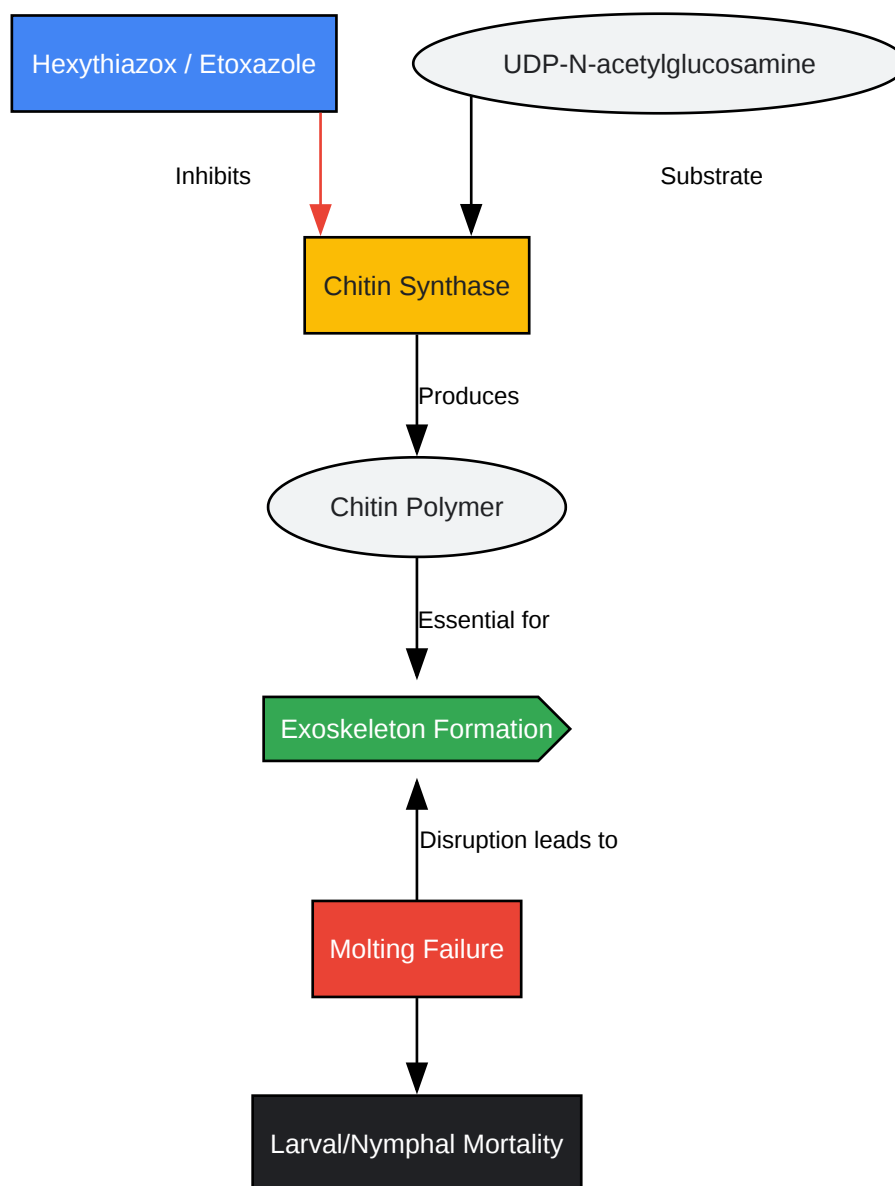 Hexythiazox / Etoxazole
UDP-N-acetylglucosamine
Inhibits
Substrate
Chitin Synthase
Produces
Chitin Polymer
Essential for
Exoskeleton Formation
Disruption leads to
Molting Failure
Larval/Nymphal Mortality